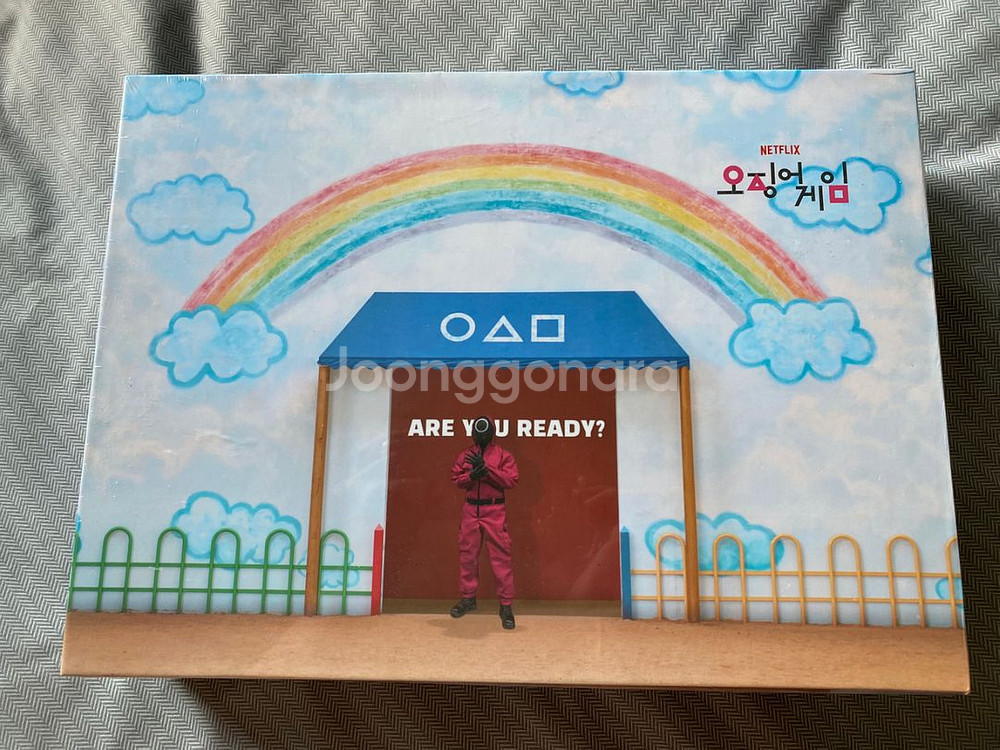 NETFLIX
오징어 게임
○△□
Joonggonara
ARE YOU READY?